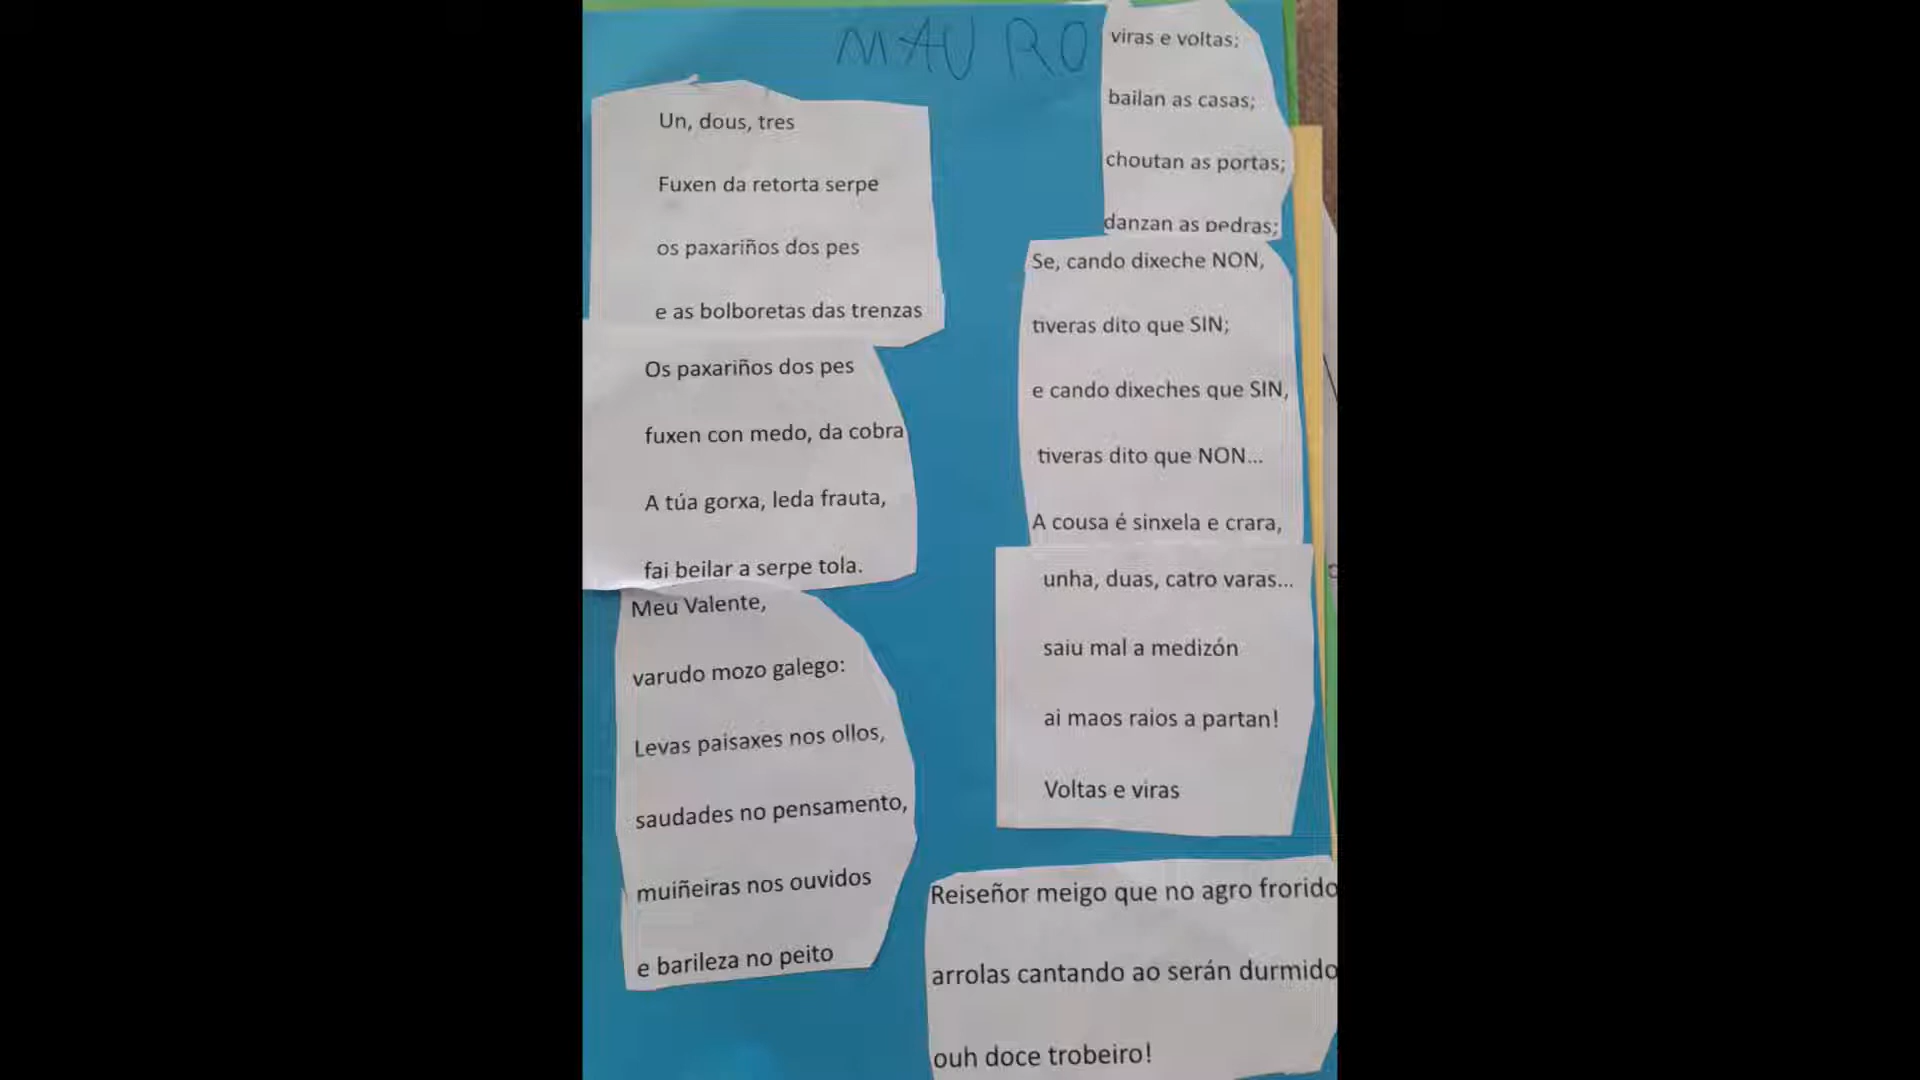 MAURO
Un, dous, tres
Fuxen da retorta serpe
os paxariños dos pes
e as bolboretas das trenzas
Os paxariños dos pes
fuxen con medo, da cobra
A túa gorxa, leda frauta,
fai beilar a serpe tola.
Meu Valente,
varudo mozo galego:
Levas paisaxes nos ollos,
saudades no pensamento,
muiñeiras nos ouvidos
e barileza no peito
viras e voltas;
bailan as casas;
choutan as portas;
danzan as pedras;
Se, cando dixeche NON,
tiveras dito que SIN;
e cando dixeches que SIN,
tiveras dito que NON...
A cousa é sinxela e crara,
unha, duas, catro varas...
saiu mal a medizón
ai maos raios a partan!
Voltas e viras
Reiseñor meigo que no agro frorido
arrolas cantando ao serán durmido
ouh doce trobeiro!